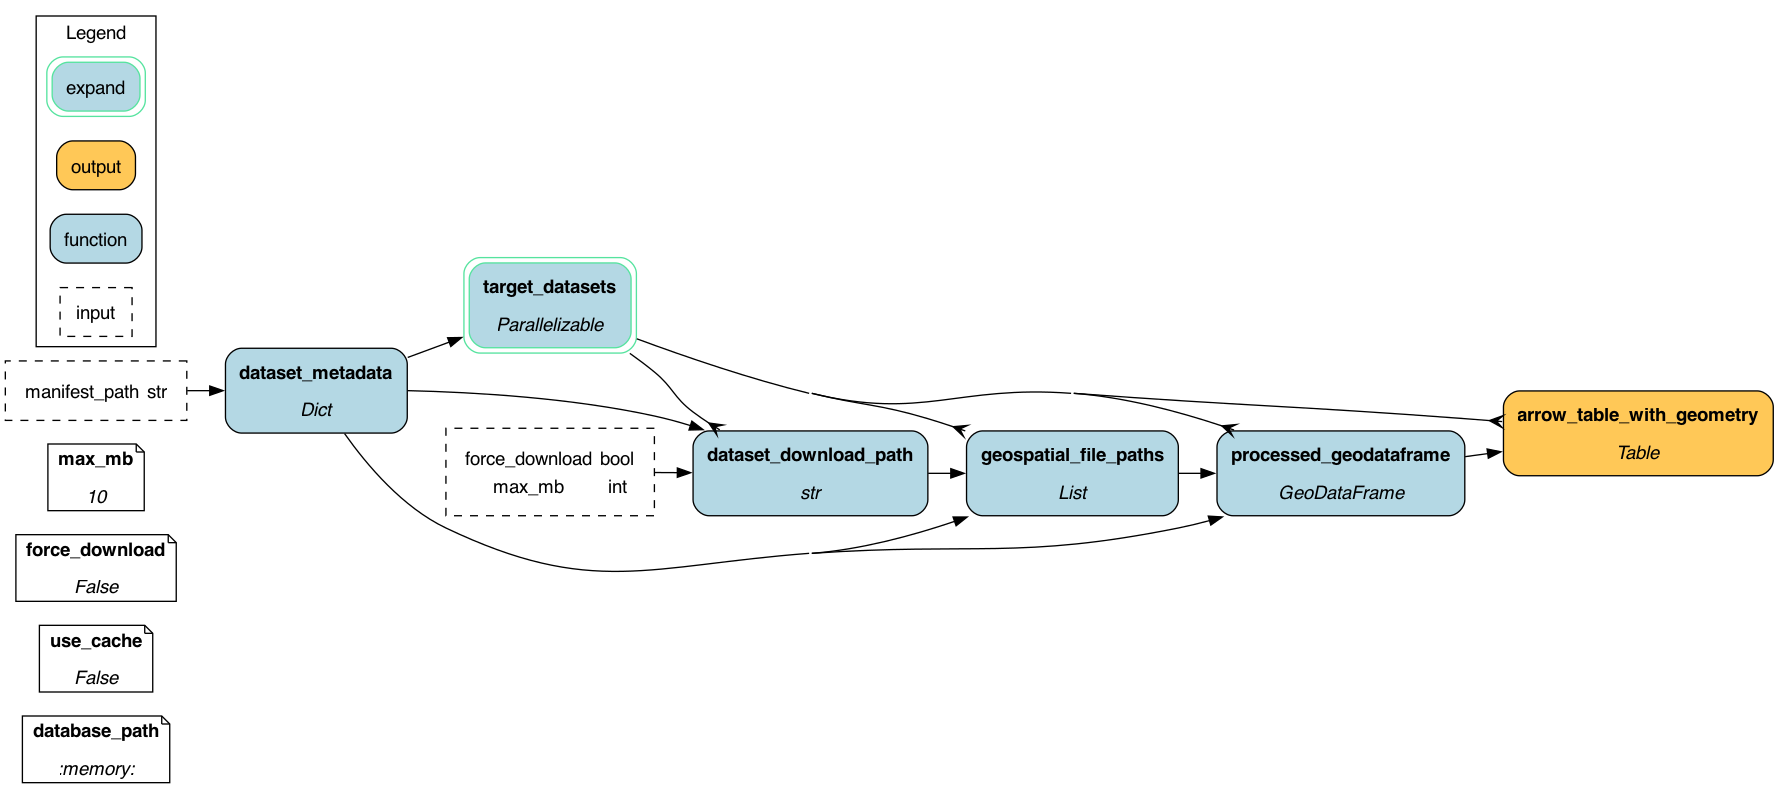 Legend
expand
output
function
input
manifest_path str
max_mb
10
force_download
False
use_cache
False
database_path
:memory:
dataset_metadata
Dict
target_datasets
Parallelizable
force_download bool
max_mb int
dataset_download_path
str
geospatial_file_paths
List
processed_geodataframe
GeoDataFrame
arrow_table_with_geometry
Table